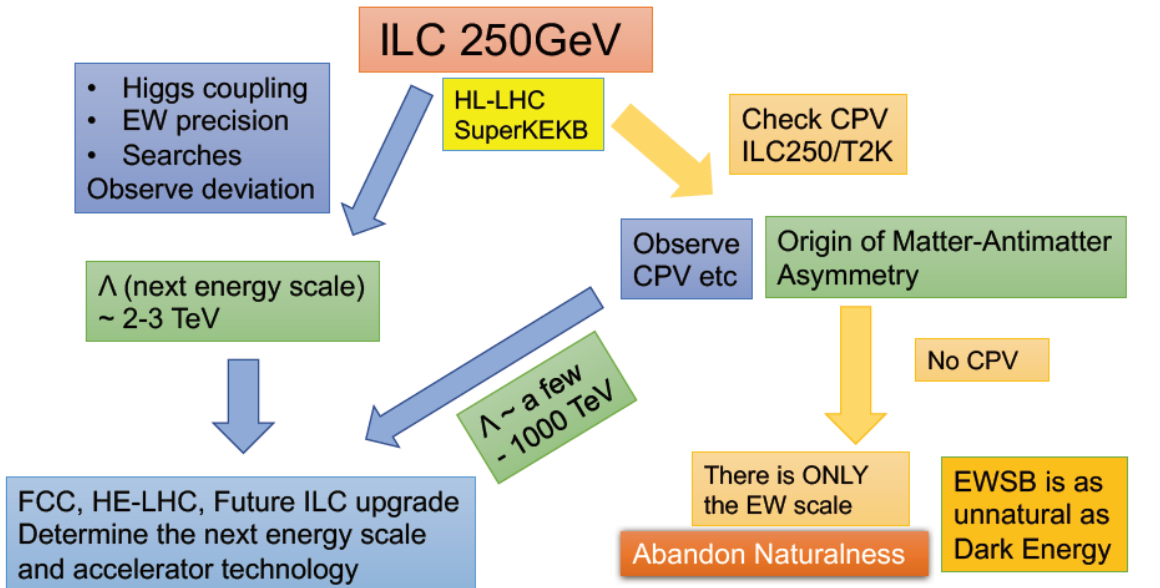 ILC 250GeV
• Higgs coupling
• EW precision
• Searches
Observe deviation
HL-LHC
SuperKEKB
Check CPV
ILC250/T2K
Observe
CPV etc
Origin of Matter-Antimatter
Asymmetry
Λ (next energy scale)
~ 2-3 TeV
No CPV
Λ ~ a few
- 1000 TeV
There is ONLY
the EW scale
EWSB is as
unnatural as
Dark Energy
FCC, HE-LHC, Future ILC upgrade
Determine the next energy scale
and accelerator technology
Abandon Naturalness